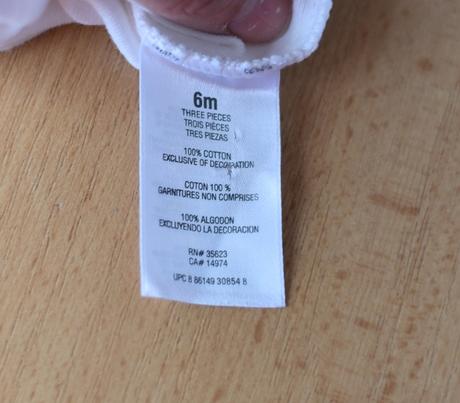 6m
THREE PIECES
TROIS PIÈCES
TRES PIEZAS
100% COTTON
EXCLUSIVE OF DECORATION
COTON 100 %
GARNITURES NON COMPRISES
100% ALGODON
EXCLUYENDO LA DECORACION
RN# 35623
CA# 14974
UPC 8 86149 30854 8